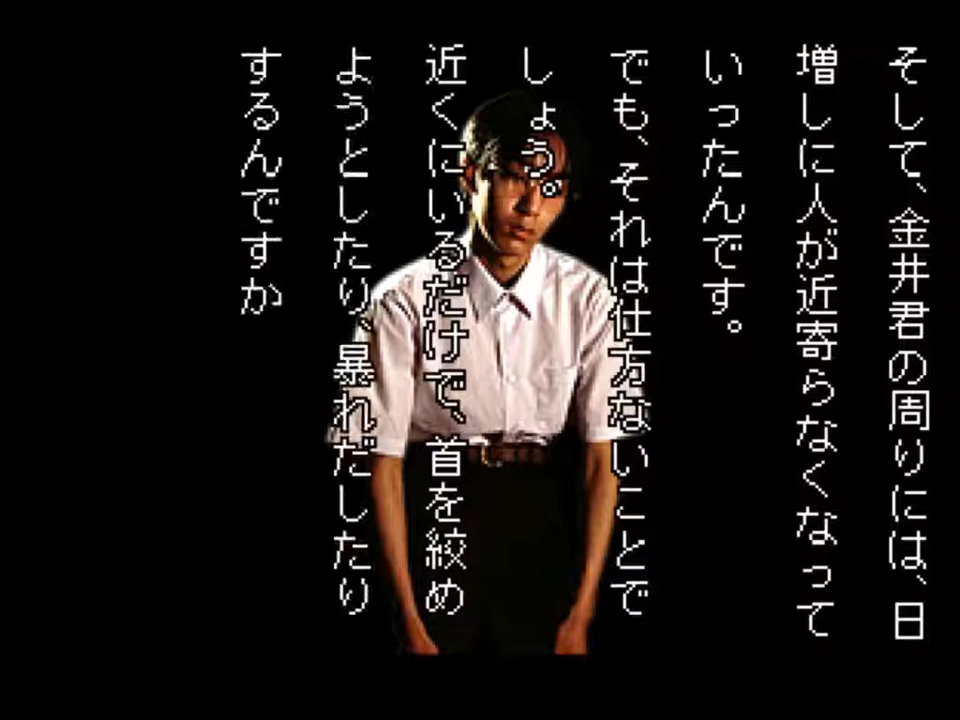 そして、金井君の周りには、日
増しに人が近寄らなくなって
いったんです。
でも、それは仕方ないことで
しょう。
近くにいるだけで、首を絞め
ようとしたり、暴れだしたり
するんですか